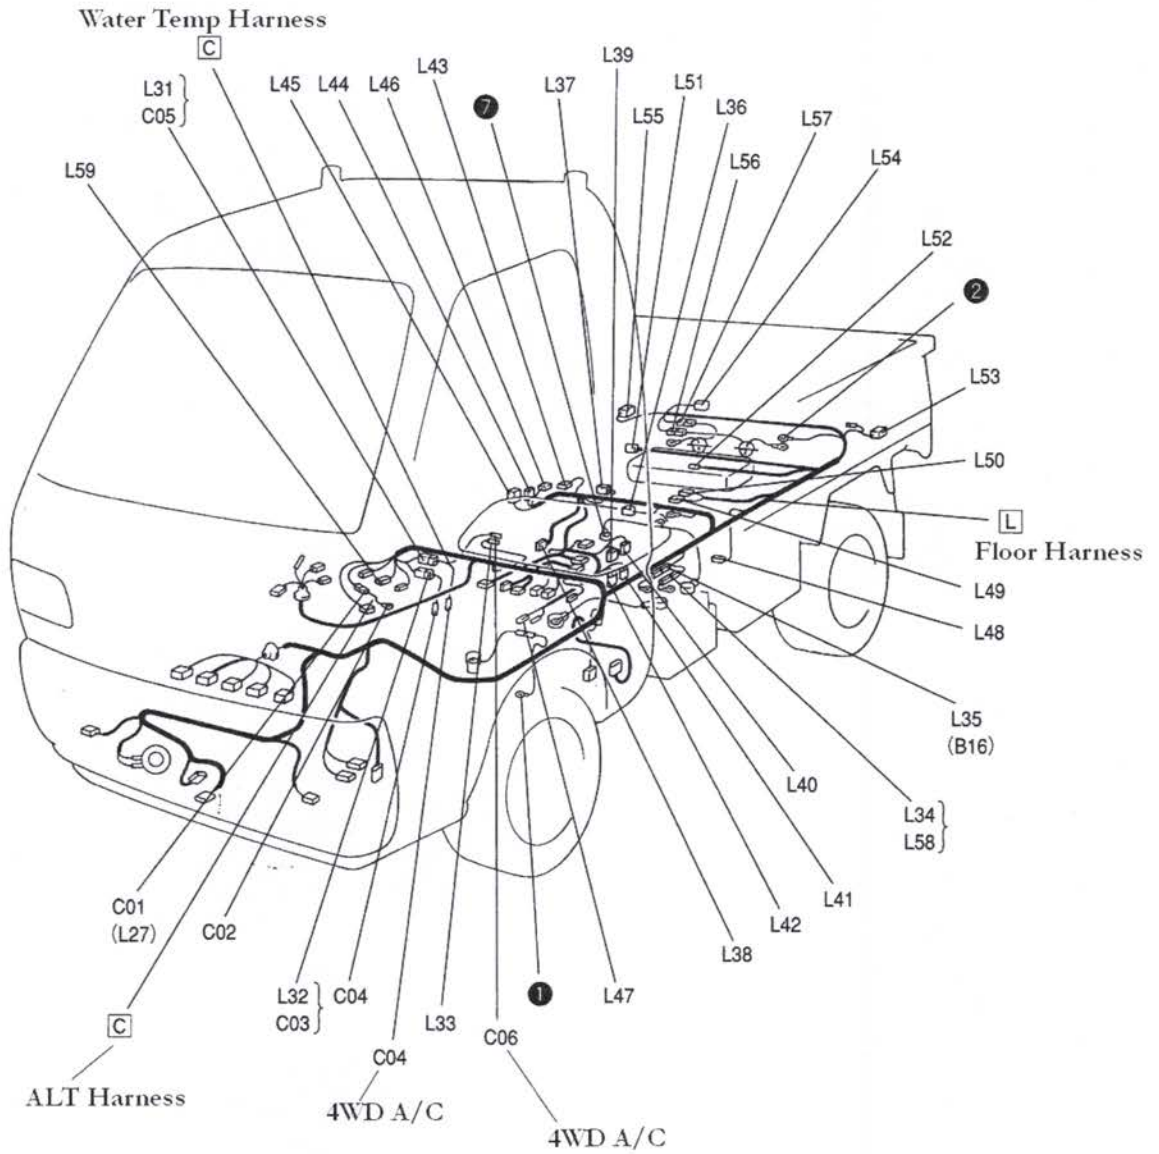 Water Temp Harness
C
L31
C05
L45
L44
L46
L43
7
L37
L39
L55
L51
L36
L56
L57
L54
L59
L52
2
L53
L50
L
Floor Harness
L49
L48
L35
(B16)
L40
L34
L58
L41
L42
L38
C01
(L27)
C02
L32
C03
C04
L33
1
L47
C
C04
C06
ALT Harness
4WD A/C
4WD A/C